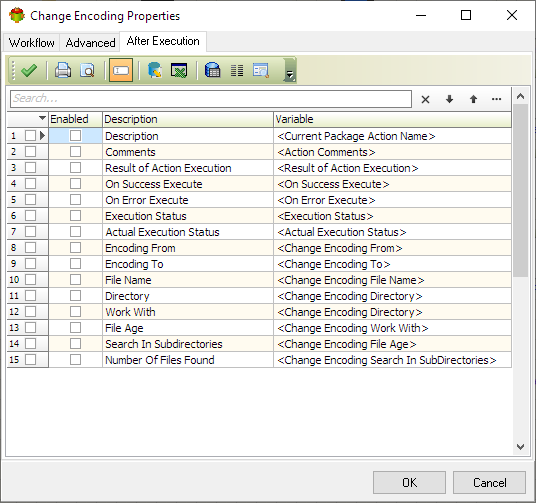 Change Encoding Properties
Workflow Advanced After Execution
Search...
Enabled Description Variable
1 Description <Current Package Action Name>
2 Comments <Action Comments>
3 Result of Action Execution <Result of Action Execution>
4 On Success Execute <On Success Execute>
5 On Error Execute <On Error Execute>
6 Execution Status <Execution Status>
7 Actual Execution Status <Actual Execution Status>
8 Encoding From <Change Encoding From>
9 Encoding To <Change Encoding To>
10 File Name <Change Encoding File Name>
11 Directory <Change Encoding Directory>
12 Work With <Change Encoding Directory>
13 File Age <Change Encoding Work With>
14 Search In Subdirectories <Change Encoding File Age>
15 Number Of Files Found <Change Encoding Search In SubDirectories>
OK Cancel